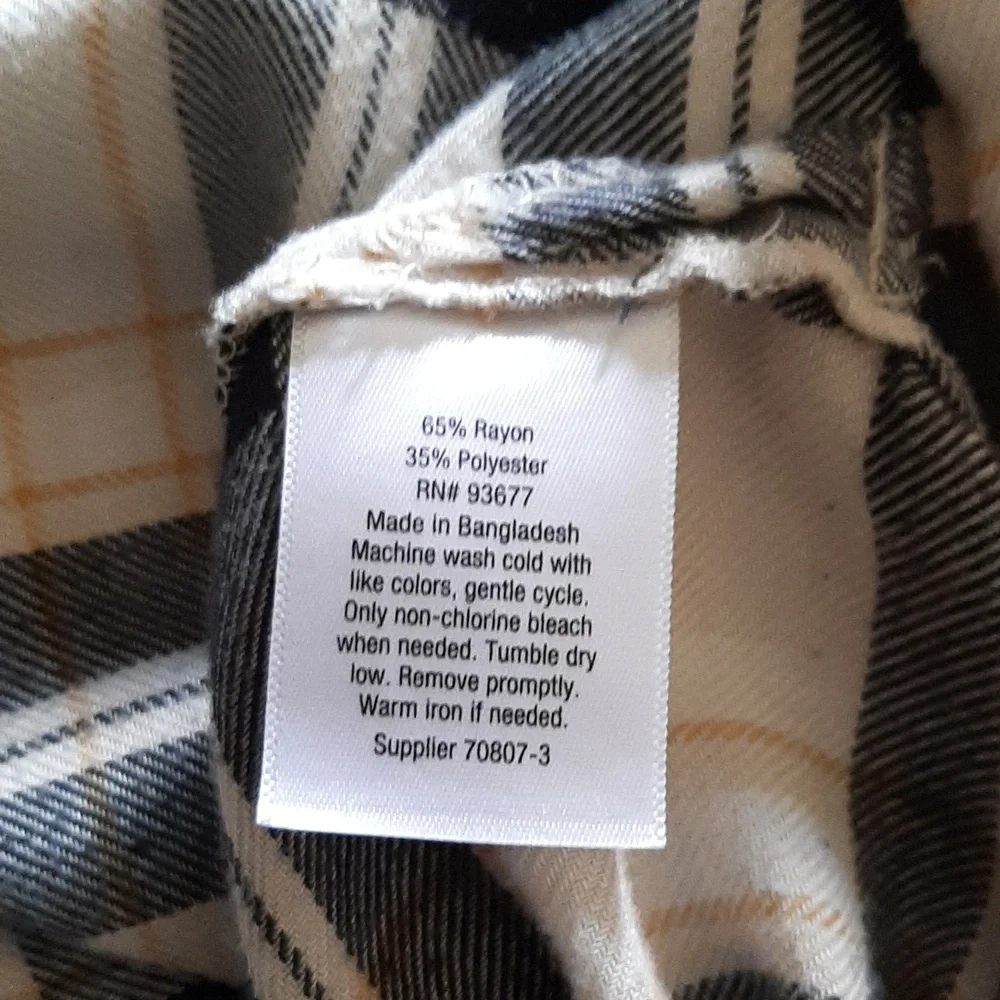 65% Rayon
35% Polyester
RN# 93677
Made in Bangladesh
Machine wash cold with
like colors, gentle cycle.
Only non-chlorine bleach
when needed. Tumble dry
low. Remove promptly.
Warm iron if needed.
Supplier 70807-3